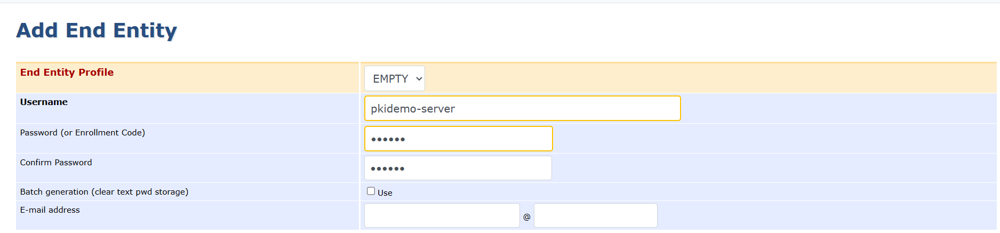 Add End Entity
End Entity Profile EMPTY
Username pkidemo-server
Password (or Enrollment Code) ••••••
Confirm Password ••••••
Batch generation (clear text pwd storage) Use
E-mail address @